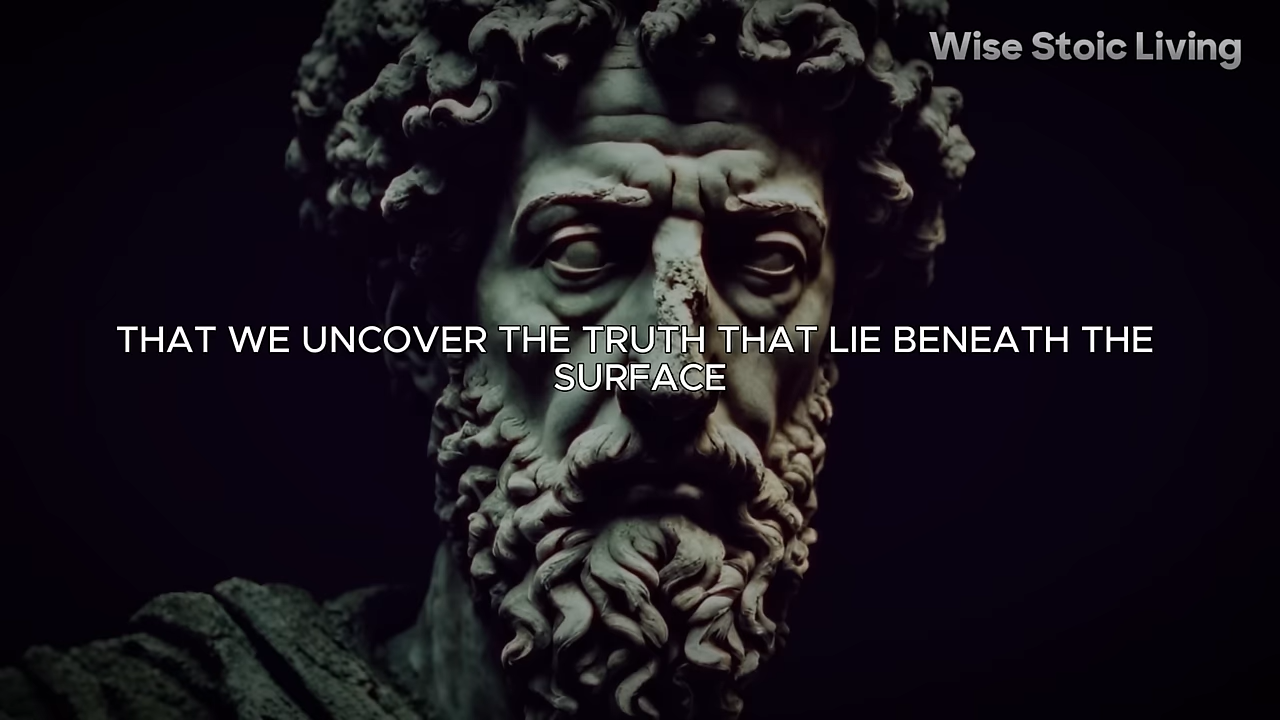 Wise Stoic Living
THAT WE UNCOVER THE TRUTH THAT LIE BENEATH THE
SURFACE